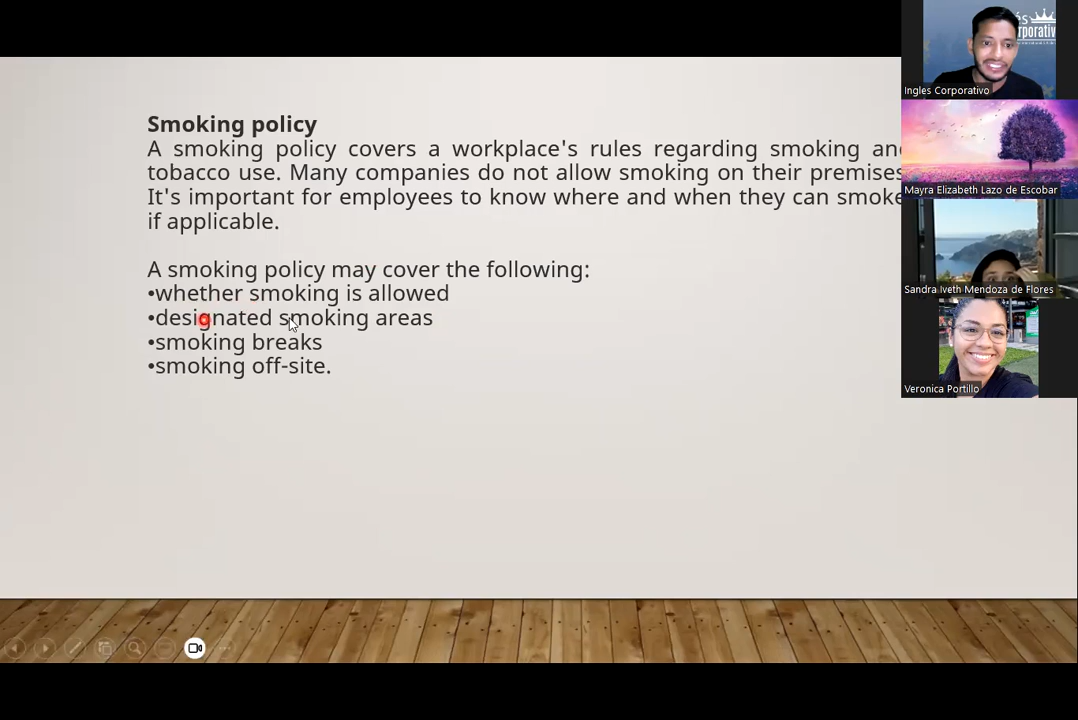 Smoking policy
A smoking policy covers a workplace's rules regarding smoking and
tobacco use. Many companies do not allow smoking on their premises
It's important for employees to know where and when they can smoke
if applicable.
A smoking policy may cover the following:
•whether smoking is allowed
•designated smoking areas
•smoking breaks
•smoking off-site.
Ingles Corporativo
Mayra Elizabeth Lazo de Escobar
Sandra Iveth Mendoza de Flores
Veronica Portillo